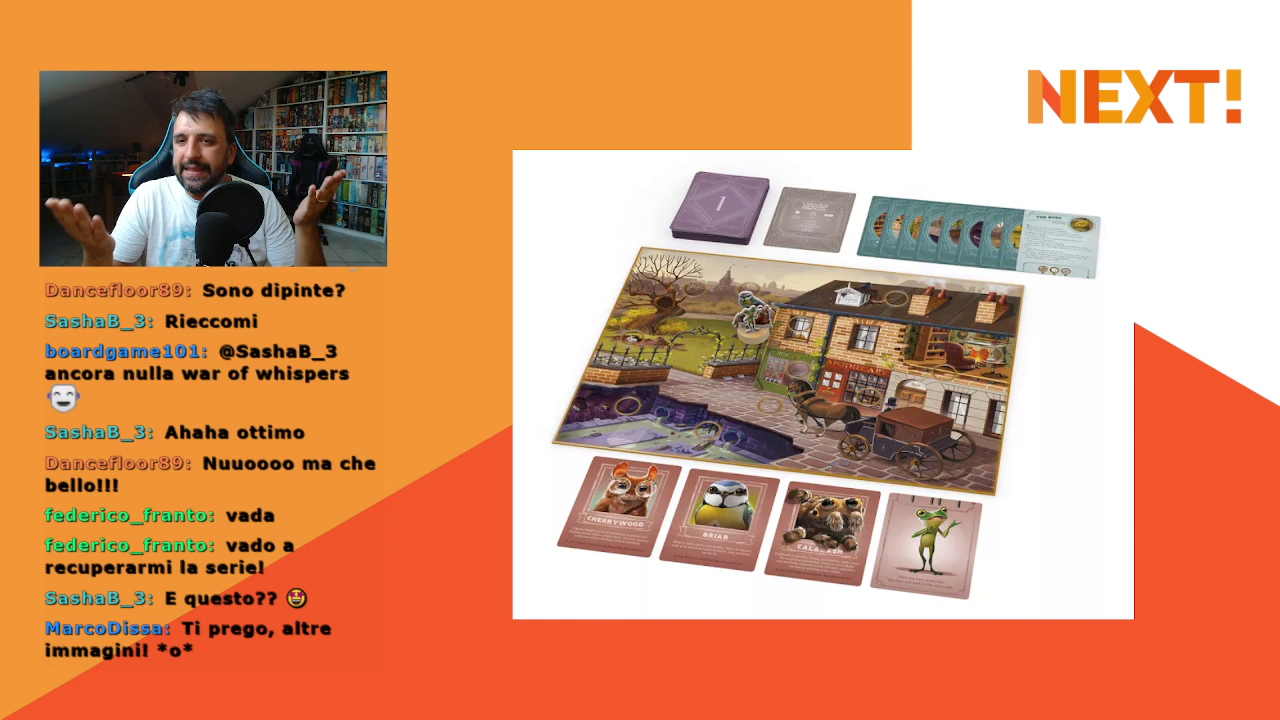 NEXT!
Dancefloor89: Sono dipinte?
SashaB_3: Rieccomi
boardgame101: @SashaB_3
ancora nulla war of whispers
SashaB_3: Ahaha ottimo
Dancefloor89: Nuuoooo ma che
bello!!!
federico_franto: vada
federico_franto: vado a
recuperarmi la serie!
SashaB_3: E questo??
MarcoDissa: Ti prego, altre
immagini! *o*
1
APOTHECARY
CHERRYWOOD
BRIAR
CALABASH